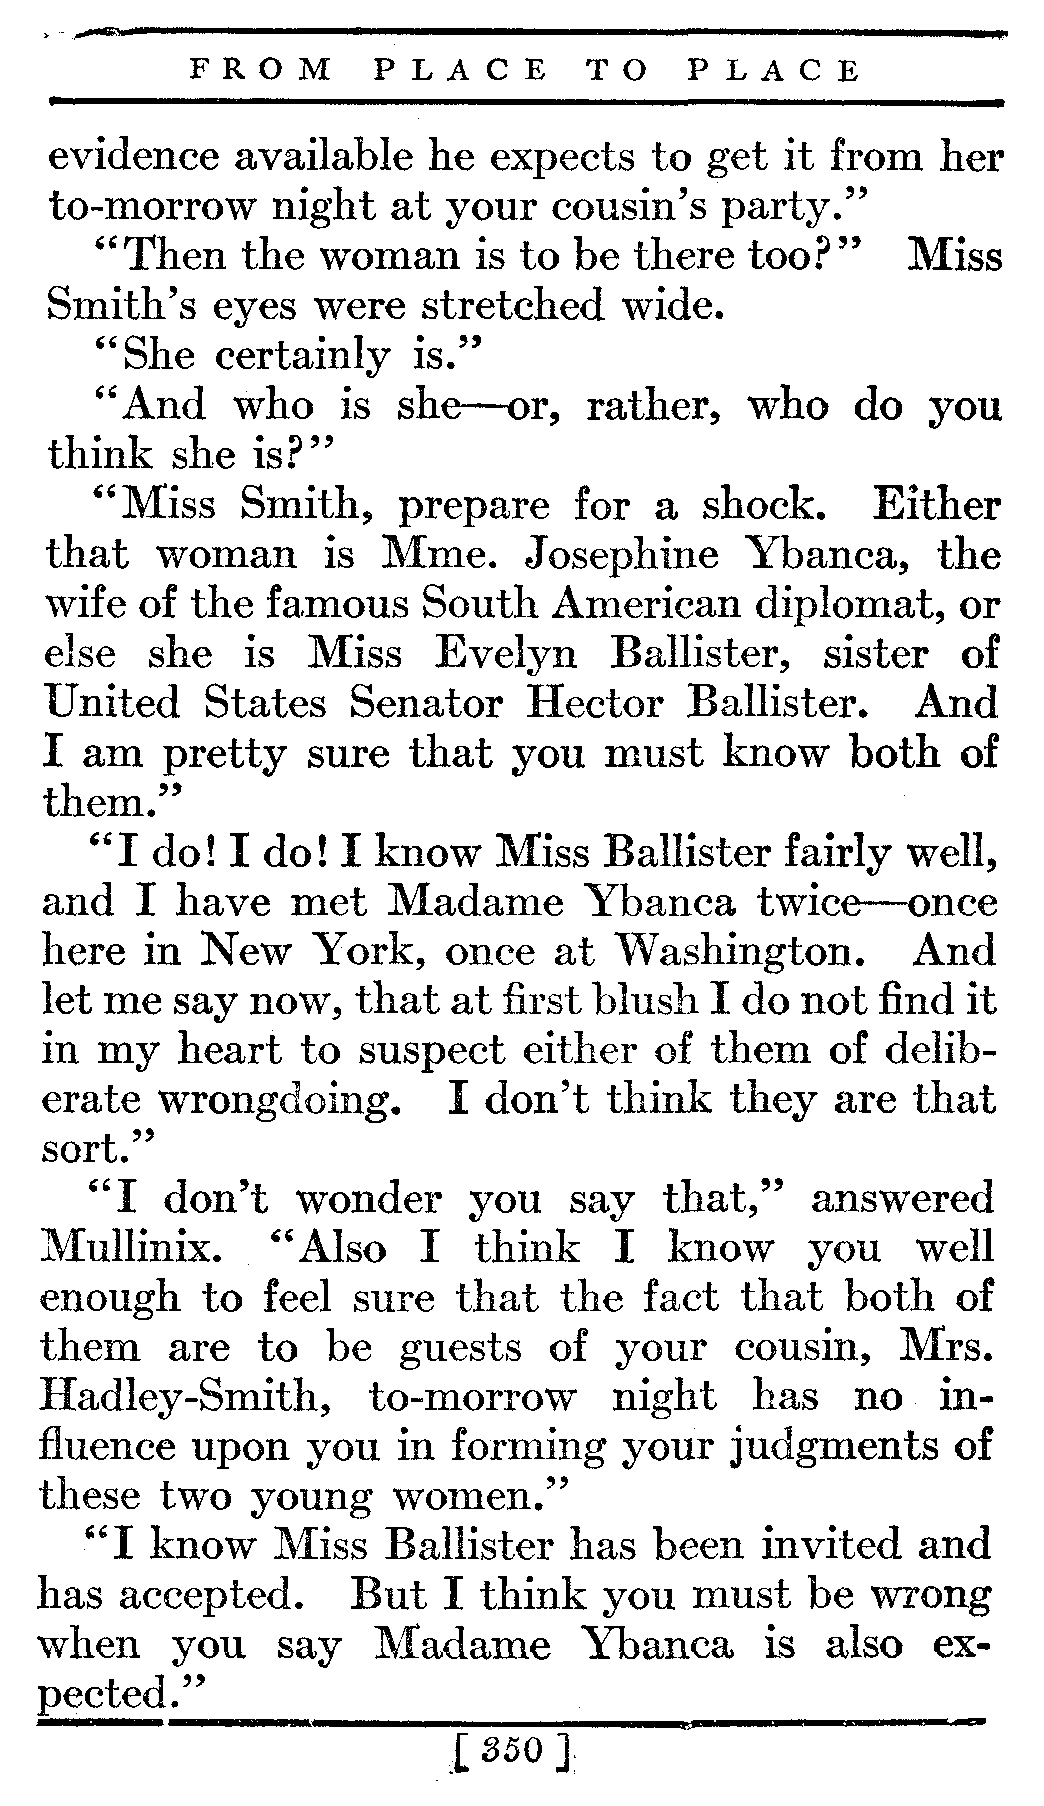 FROM PLACE TO PLACE
evidence available he expects to get it from her
to-morrow night at your cousin's party."
"Then the woman is to be there too?" Miss
Smith's eyes were stretched wide.
"She certainly is."
"And who is she—or, rather, who do you
think she is?"
"Miss Smith, prepare for a shock. Either
that woman is Mme. Josephine Ybanca, the
wife of the famous South American diplomat, or
else she is Miss Evelyn Ballister, sister of
United States Senator Hector Ballister. And
I am pretty sure that you must know both of
them."
"I do! I do! I know Miss Ballister fairly well,
and I have met Madame Ybanca twice—once
here in New York, once at Washington. And
let me say now, that at first blush I do not find it
in my heart to suspect either of them of delib-
erate wrongdoing. I don't think they are that
sort."
"I don't wonder you say that," answered
Mullinix. "Also I think I know you well
enough to feel sure that the fact that both of
them are to be guests of your cousin, Mrs.
Hadley-Smith, to-morrow night has no in-
fluence upon you in forming your judgments of
these two young women."
"I know Miss Ballister has been invited and
has accepted. But I think you must be wrong
when you say Madame Ybanca is also ex-
pected."
[ 350 ]